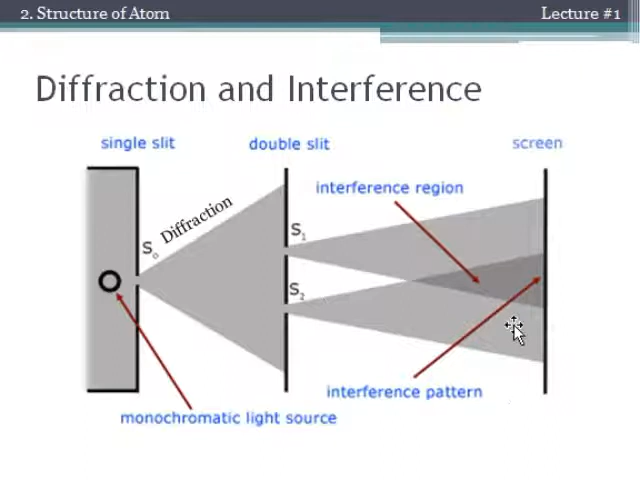 2. Structure of Atom
Lecture #1
Diffraction and Interference
single slit
double slit
screen
interference region
Diffraction
S₀
S₁
S₂
interference pattern
monochromatic light source